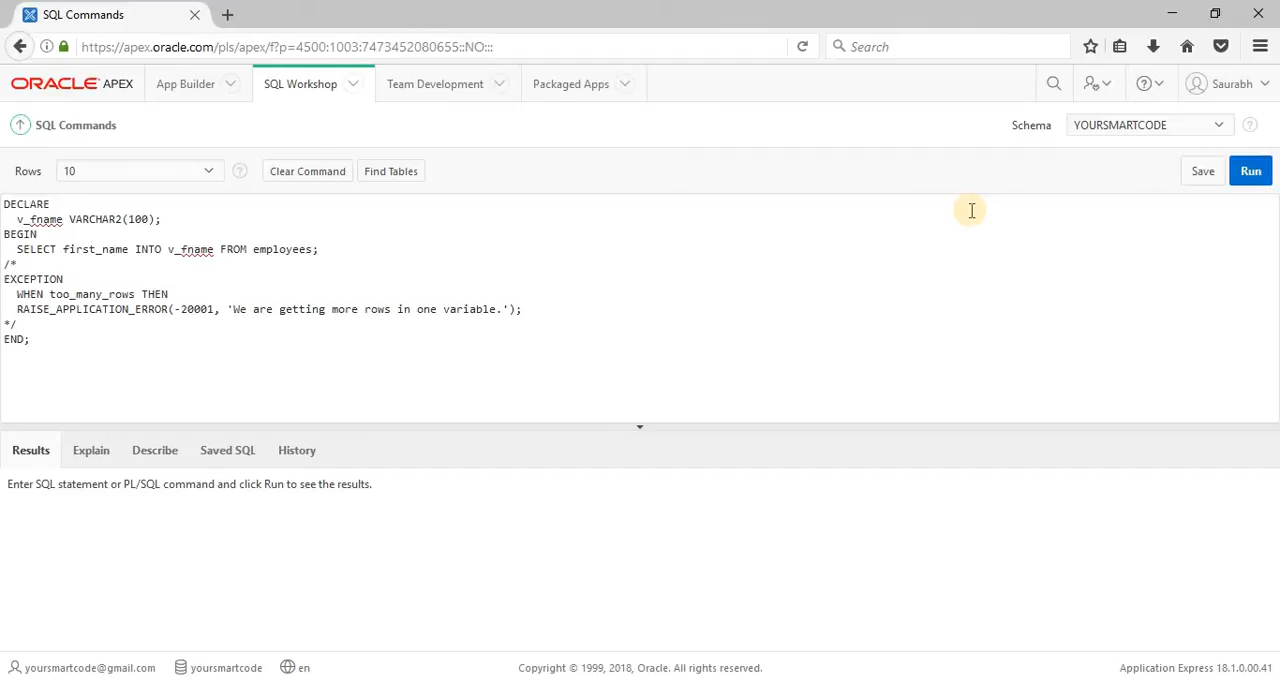 SQL Commands
https://apex.oracle.com/pls/apex/f?p=4500:1003:7473452080655::NO:::
Search
ORACLE APEX
App Builder
SQL Workshop
Team Development
Packaged Apps
Saurabh
SQL Commands
Schema
YOURSMARTCODE
Rows
10
Clear Command
Find Tables
Save
Run
DECLARE
  v_fname VARCHAR2(100);
BEGIN
  SELECT first_name INTO v_fname FROM employees;
/*
EXCEPTION
  WHEN too_many_rows THEN
  RAISE_APPLICATION_ERROR(-20001, 'We are getting more rows in one variable.');
*/
END;
Results
Explain
Describe
Saved SQL
History
Enter SQL statement or PL/SQL command and click Run to see the results.
yoursmartcode@gmail.com
yoursmartcode
en
Copyright © 1999, 2018, Oracle. All rights reserved.
Application Express 18.1.0.00.41